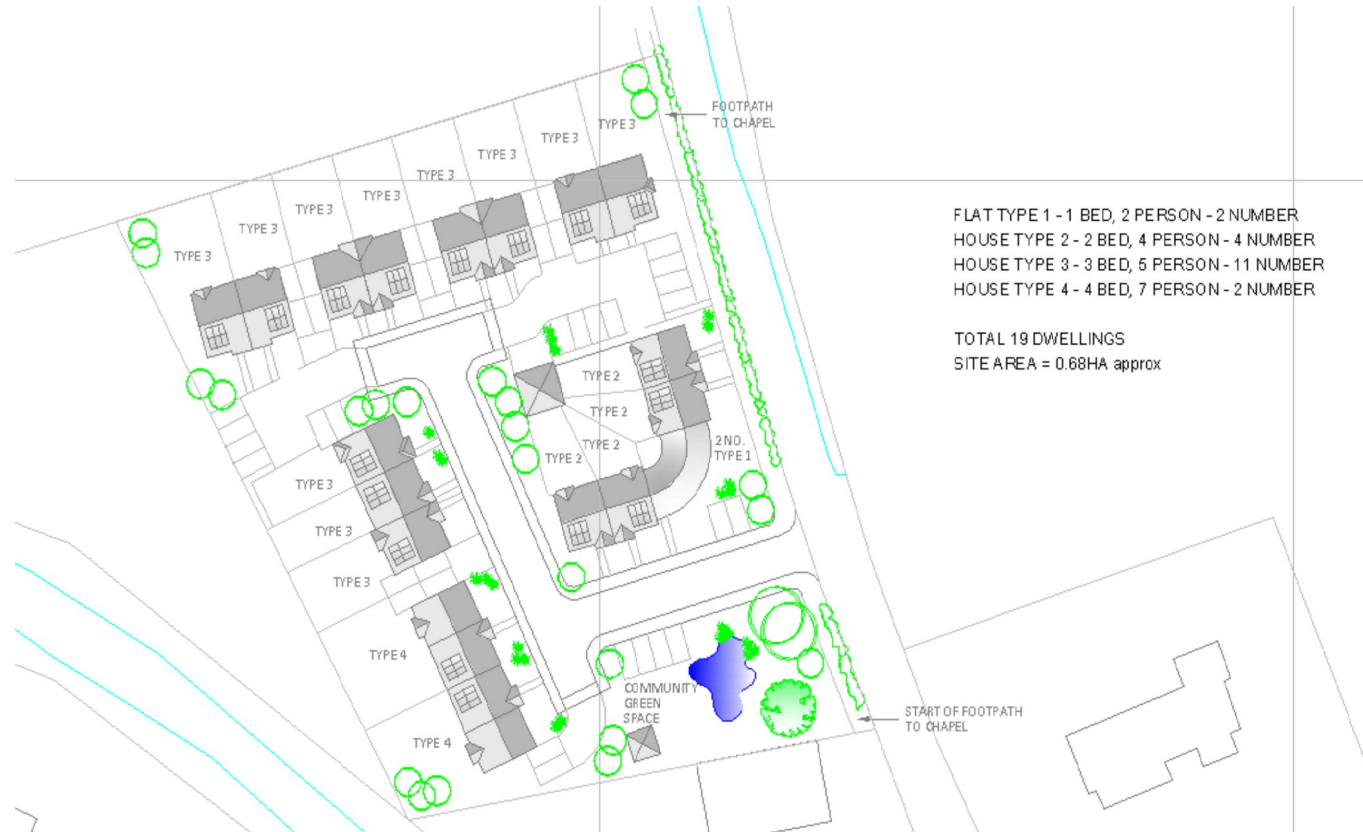 FOOTPATH
TO CHAPEL
TYPE 3
TYPE 3
TYPE 3
TYPE 3
TYPE 3
TYPE 3
TYPE 3
TYPE 3
FLAT TYPE 1 - 1 BED, 2 PERSON - 2 NUMBER
HOUSE TYPE 2 - 2 BED, 4 PERSON - 4 NUMBER
HOUSE TYPE 3 - 3 BED, 5 PERSON - 11 NUMBER
HOUSE TYPE 4 - 4 BED, 7 PERSON - 2 NUMBER
TOTAL 19 DWELLINGS
SITE AREA = 0.68HA approx
TYPE 2
TYPE 2
TYPE 2
TYPE 2
2 NO.
TYPE 1
TYPE 3
TYPE 3
TYPE 3
TYPE 4
TYPE 4
COMMUNITY
GREEN
SPACE
START OF FOOTPATH
TO CHAPEL